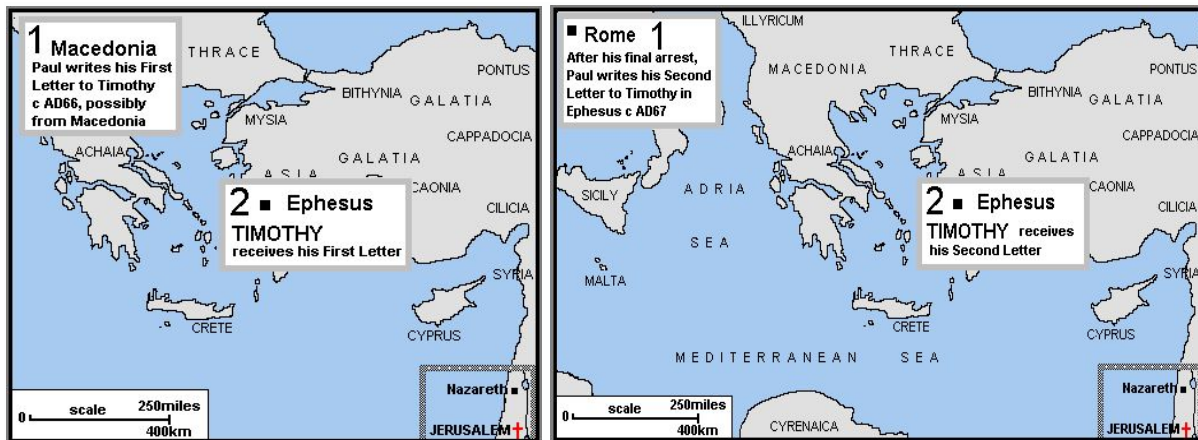 1 Macedonia
Paul writes his First
Letter to Timothy
c AD66, possibly
from Macedonia
THRACE
PONTUS
BITHYNIA
GALATIA
MYSIA
CAPPADOCIA
ACHAIA
GALATIA
ASIA
CAONIA
2 ■ Ephesus
TIMOTHY
receives his First Letter
CILICIA
SYRIA
CRETE
CYPRUS
Nazareth
JERUSALEM
scale 250miles
0
400km
■ Rome 1
After his final arrest,
Paul writes his Second
Letter to Timothy in
Ephesus c AD67
ILLYRICUM
THRACE
MACEDONIA
PONTUS
BITHYNIA
GALATIA
MYSIA
CAPPADOCIA
ACHAIA
GALATIA
ASIA
CAONIA
SICILY
ADRIA
SEA
2 ■ Ephesus
TIMOTHY receives
his Second Letter
CILICIA
SYRIA
MALTA
CRETE
CYPRUS
MEDITERRANEAN SEA
Nazareth
JERUSALEM
scale 250miles
0
400km
CYRENAICA